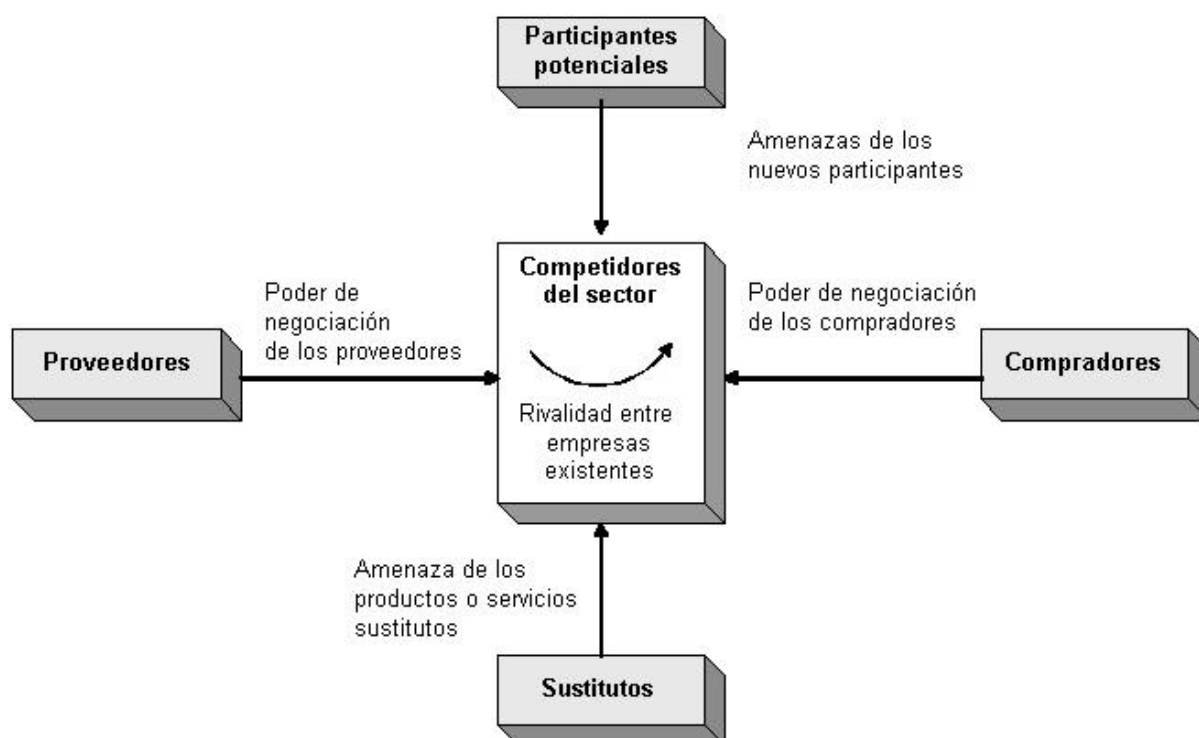 Participantes
potenciales
Amenazas de los
nuevos participantes
Competidores
del sector
Poder de
negociación
de los proveedores
Poder de negociación
de los compradores
Proveedores
Compradores
Rivalidad entre
empresas
existentes
Amenaza de los
productos o servicios
sustitutos
Sustitutos